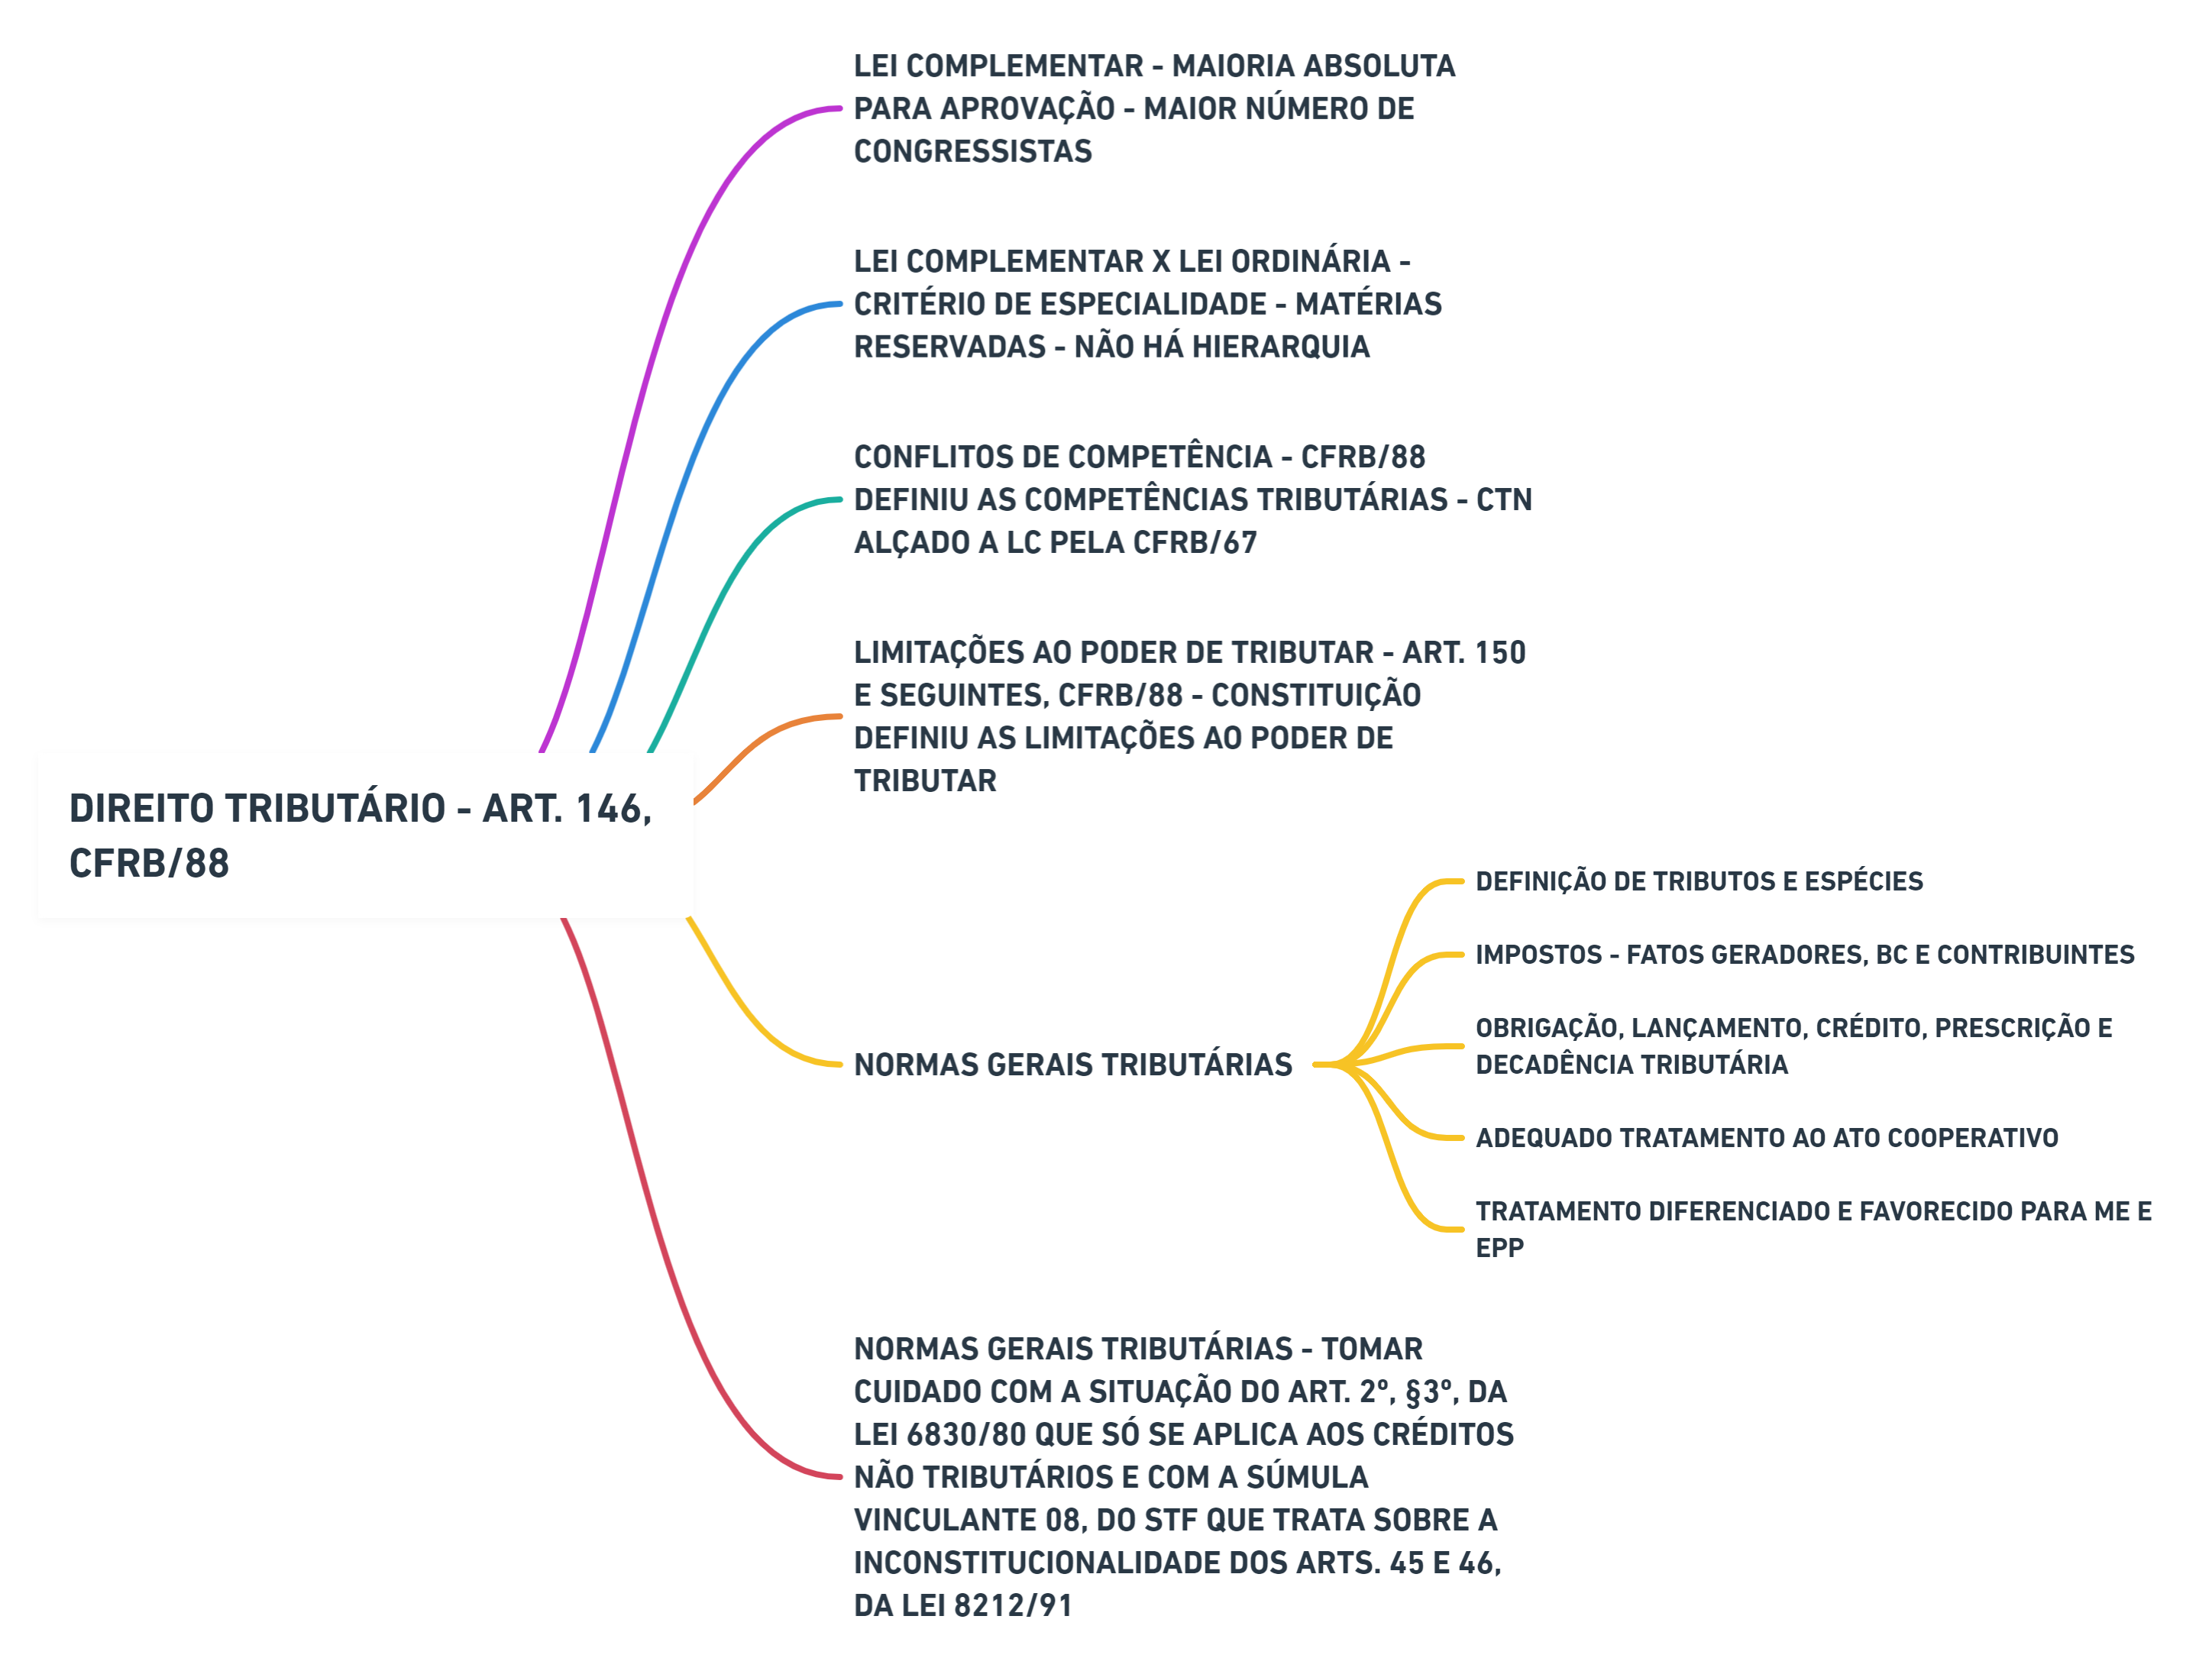 LEI COMPLEMENTAR - MAIORIA ABSOLUTA
PARA APROVAÇÃO - MAIOR NÚMERO DE
CONGRESSISTAS
LEI COMPLEMENTAR X LEI ORDINÁRIA -
CRITÉRIO DE ESPECIALIDADE - MATÉRIAS
RESERVADAS - NÃO HÁ HIERARQUIA
CONFLITOS DE COMPETÊNCIA - CFRB/88
DEFINIU AS COMPETÊNCIAS TRIBUTÁRIAS - CTN
ALÇADO A LC PELA CFRB/67
LIMITAÇÕES AO PODER DE TRIBUTAR - ART. 150
E SEGUINTES, CFRB/88 - CONSTITUIÇÃO
DEFINIU AS LIMITAÇÕES AO PODER DE
TRIBUTAR
DIREITO TRIBUTÁRIO - ART. 146,
CFRB/88
NORMAS GERAIS TRIBUTÁRIAS
DEFINIÇÃO DE TRIBUTOS E ESPÉCIES
IMPOSTOS - FATOS GERADORES, BC E CONTRIBUINTES
OBRIGAÇÃO, LANÇAMENTO, CRÉDITO, PRESCRIÇÃO E
DECADÊNCIA TRIBUTÁRIA
ADEQUADO TRATAMENTO AO ATO COOPERATIVO
TRATAMENTO DIFERENCIADO E FAVORECIDO PARA ME E
EPP
NORMAS GERAIS TRIBUTÁRIAS - TOMAR
CUIDADO COM A SITUAÇÃO DO ART. 2º, §3º, DA
LEI 6830/80 QUE SÓ SE APLICA AOS CRÉDITOS
NÃO TRIBUTÁRIOS E COM A SÚMULA
VINCULANTE 08, DO STF QUE TRATA SOBRE A
INCONSTITUCIONALIDADE DOS ARTS. 45 E 46,
DA LEI 8212/91